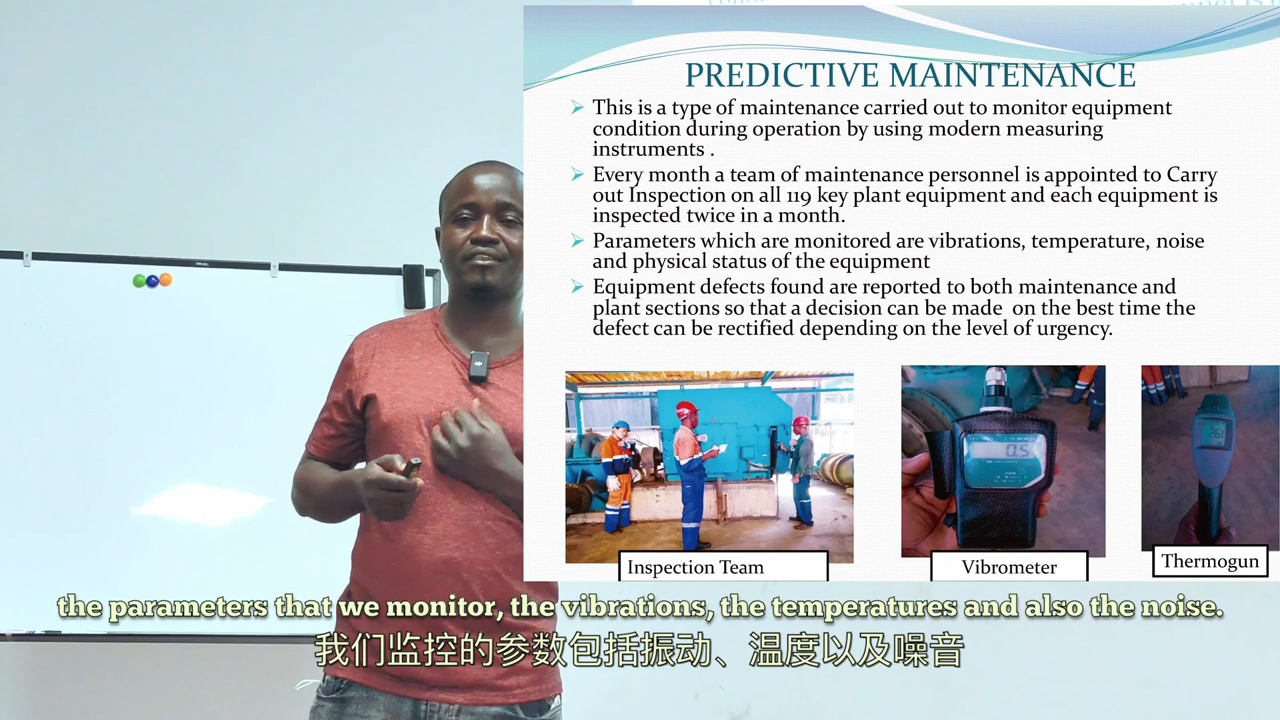 PREDICTIVE MAINTENANCE
This is a type of maintenance carried out to monitor equipment
condition during operation by using modern measuring
instruments .
Every month a team of maintenance personnel is appointed to Carry
out Inspection on all 119 key plant equipment and each equipment is
inspected twice in a month.
Parameters which are monitored are vibrations, temperature, noise
and physical status of the equipment
Equipment defects found are reported to both maintenance and
plant sections so that a decision can be made on the best time the
defect can be rectified depending on the level of urgency.
0.5
Inspection Team
Vibrometer
Thermogun
the parameters that we monitor, the vibrations, the temperatures and also the noise.
我们监控的参数包括振动、温度以及噪音